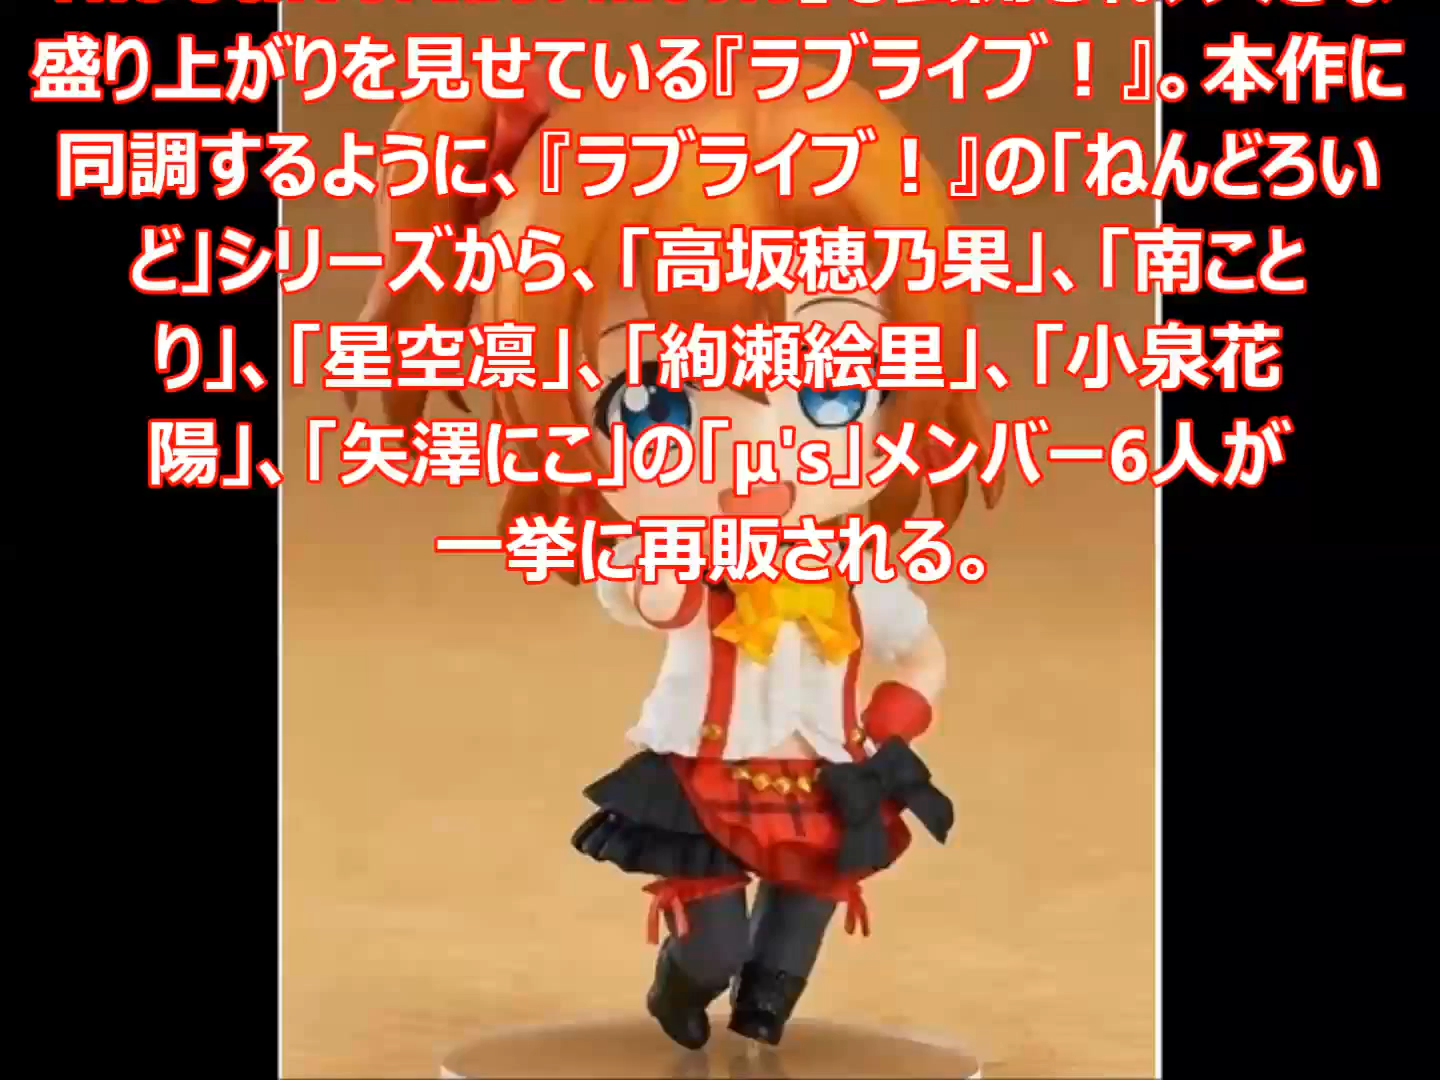 盛り上がりを見せている『ラブライブ！』。本作に
同調するように、『ラブライブ！』の「ねんどろい
ど」シリーズから、「高坂穂乃果」、「南こと
り」、「星空凛」、「絢瀬絵里」、「小泉花
陽」、「矢澤にこ」の「μ's」メンバー6人が
一挙に再販される。